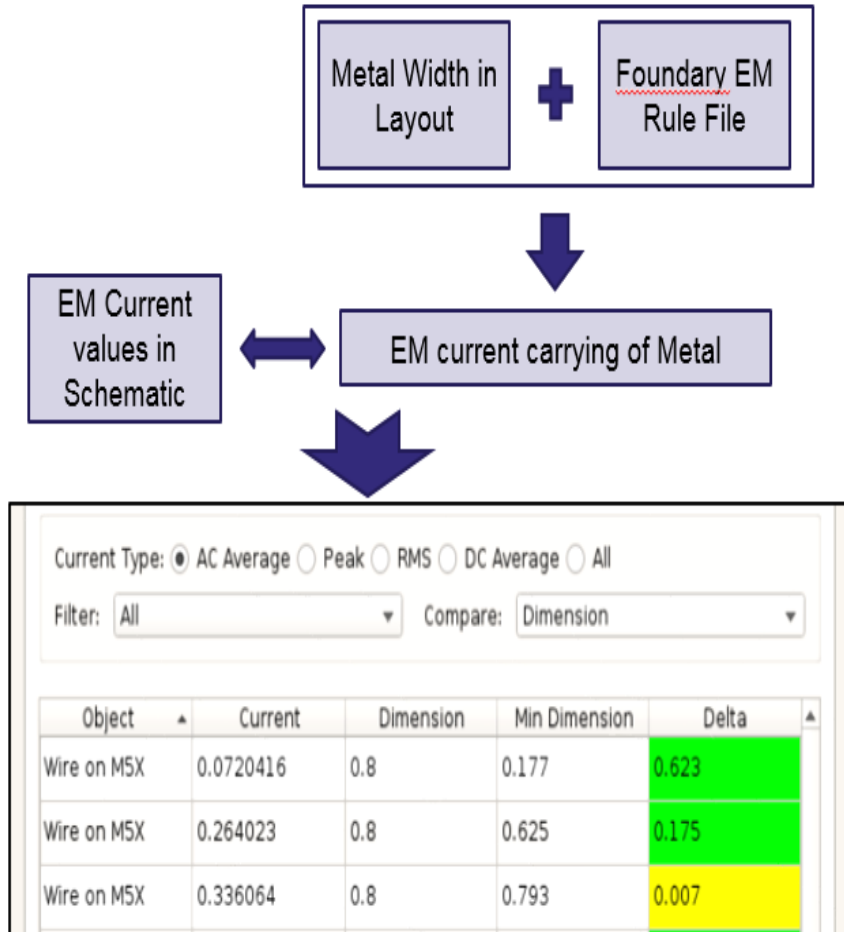 Metal Width in
Layout
Foundary EM
Rule File
EM Current
values in
Schematic
EM current carrying of Metal
Current Type: AC Average Peak RMS DC Average All
Filter: All Compare: Dimension
Object Current Dimension Min Dimension Delta
Wire on M5X 0.0720416 0.8 0.177 0.623
Wire on M5X 0.264023 0.8 0.625 0.175
Wire on M5X 0.336064 0.8 0.793 0.007